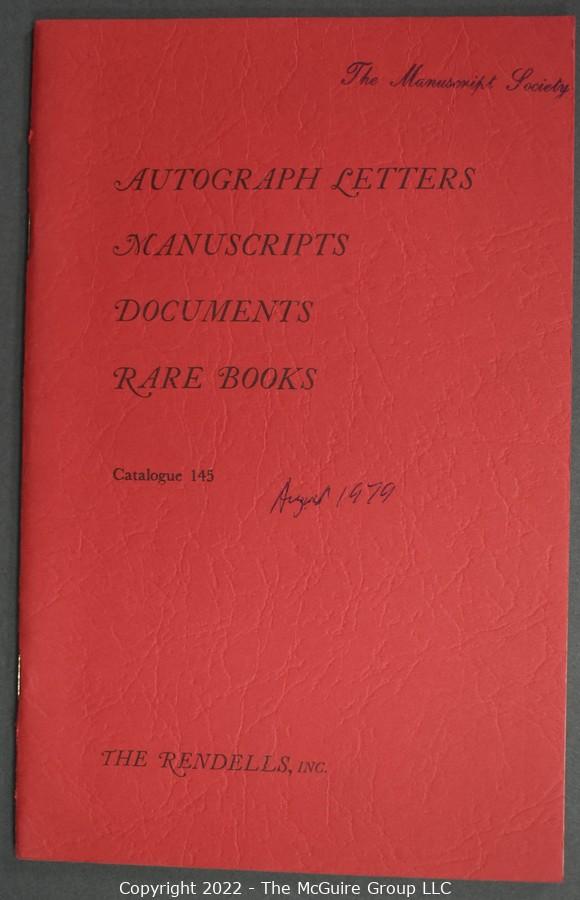 The Manuscript Society
AUTOGRAPH LETTERS
MANUSCRIPTS
DOCUMENTS
RARE BOOKS
Catalogue 145
August 1979
THE RENDELLS, INC.
Copyright 2022 - The McGuire Group LLC